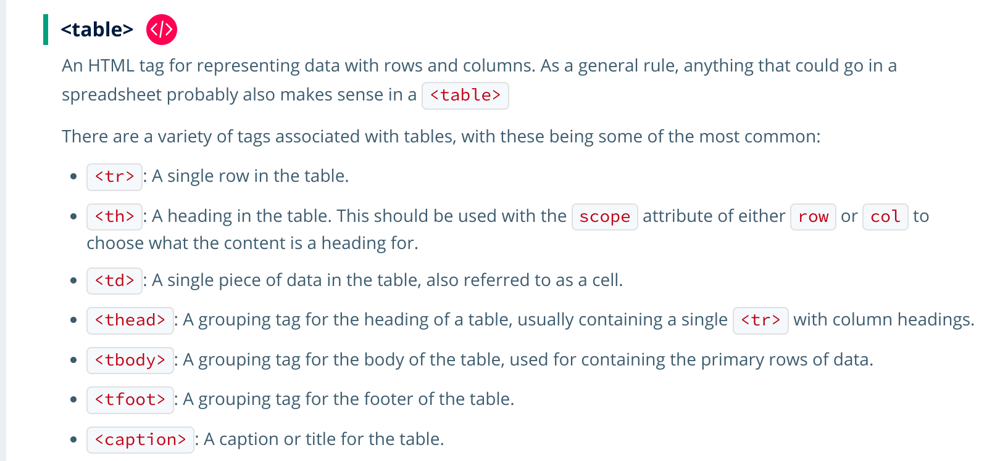 <table> </>
An HTML tag for representing data with rows and columns. As a general rule, anything that could go in a
spreadsheet probably also makes sense in a <table>
There are a variety of tags associated with tables, with these being some of the most common:
• <tr>: A single row in the table.
• <th>: A heading in the table. This should be used with the scope attribute of either row or col to
choose what the content is a heading for.
• <td>: A single piece of data in the table, also referred to as a cell.
• <thead>: A grouping tag for the heading of a table, usually containing a single <tr> with column headings.
• <tbody>: A grouping tag for the body of the table, used for containing the primary rows of data.
• <tfoot>: A grouping tag for the footer of the table.
• <caption>: A caption or title for the table.